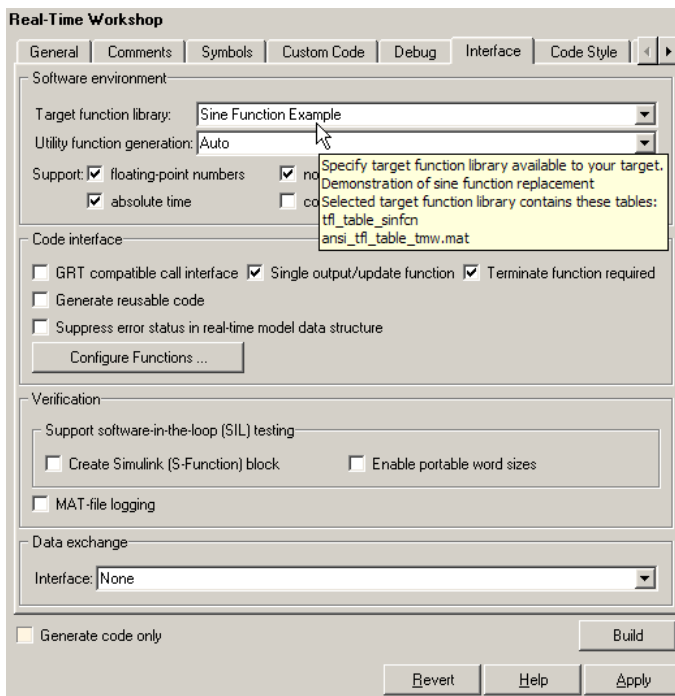 Real-Time Workshop
General Comments Symbols Custom Code Debug Interface Code Style
Software environment
Target function library: Sine Function Example
Utility function generation: Auto
Support: floating-point numbers
absolute time
Specify target function library available to your target.
Demonstration of sine function replacement
Selected target function library contains these tables:
tfl_table_sinfcn
ansi_tfl_table_tmw.mat
Code interface
GRT compatible call interface Single output/update function Terminate function required
Generate reusable code
Suppress error status in real-time model data structure
Configure Functions ...
Verification
Support software-in-the-loop (SIL) testing
Create Simulink (S-Function) block Enable portable word sizes
MAT-file logging
Data exchange
Interface: None
Generate code only Build
Revert Help Apply